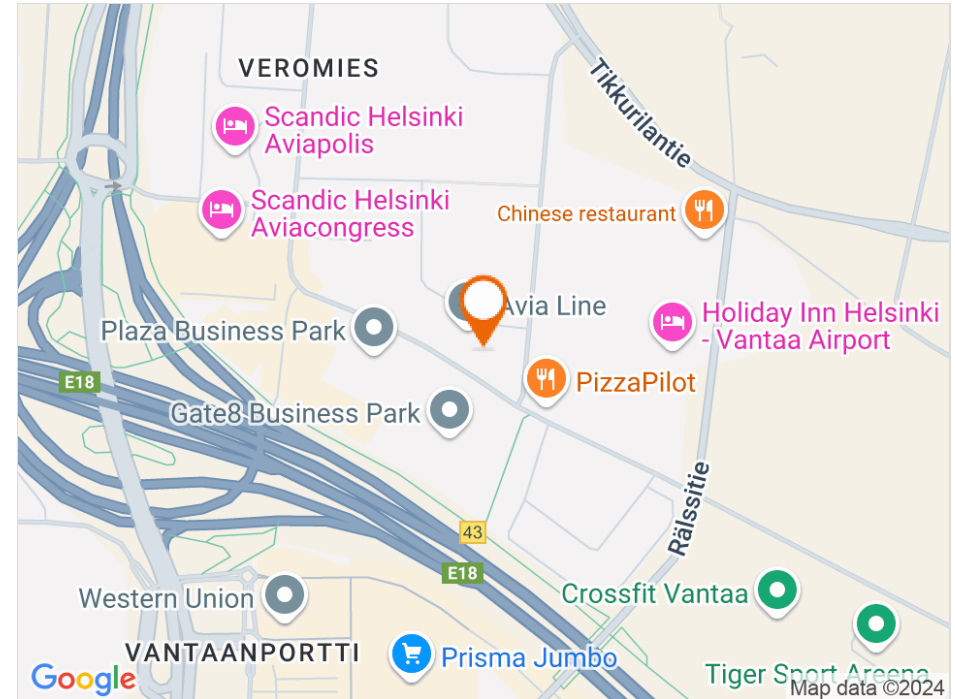 VEROMIES
Tikkurilantie
Scandic Helsinki
Aviapolis
Scandic Helsinki
Aviacongress
Chinese restaurant
Avia Line
Holiday Inn Helsinki
- Vantaa Airport
Plaza Business Park
PizzaPilot
E18
Gate8 Business Park
Rälssitie
43
E18
Crossfit Vantaa
Western Union
VANTAANPORTTI
Prisma Jumbo
Tiger Sport Areena
Google
Map data ©2024